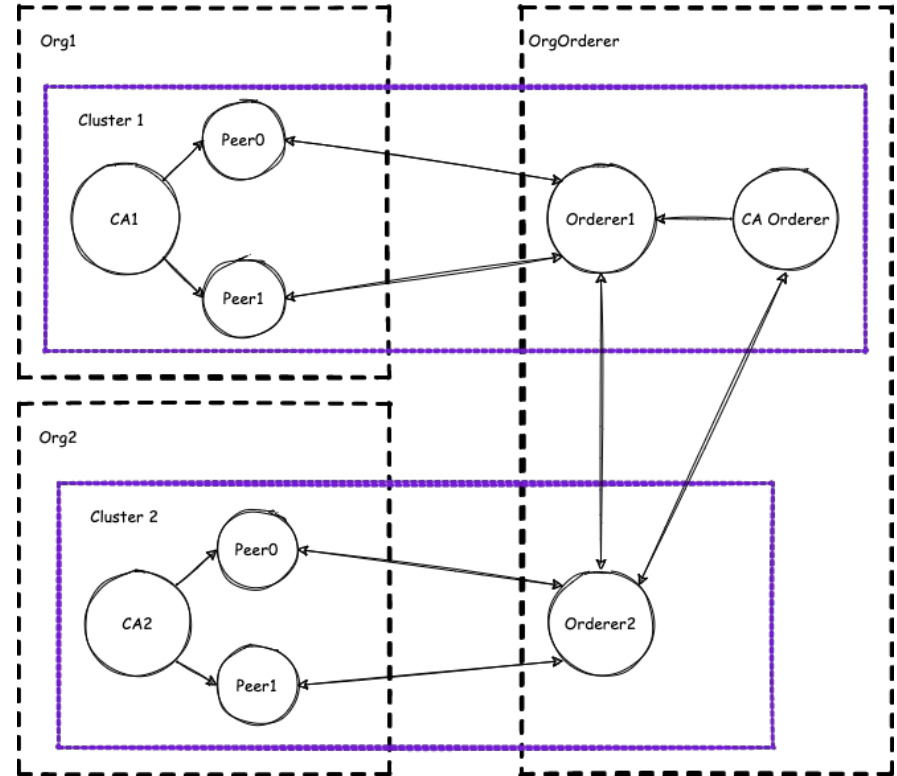 Org1
OrgOrderer
Cluster 1
Peer0
CA1
Orderer1
CA Orderer
Peer1
Org2
Cluster 2
Peer0
CA2
Orderer2
Peer1